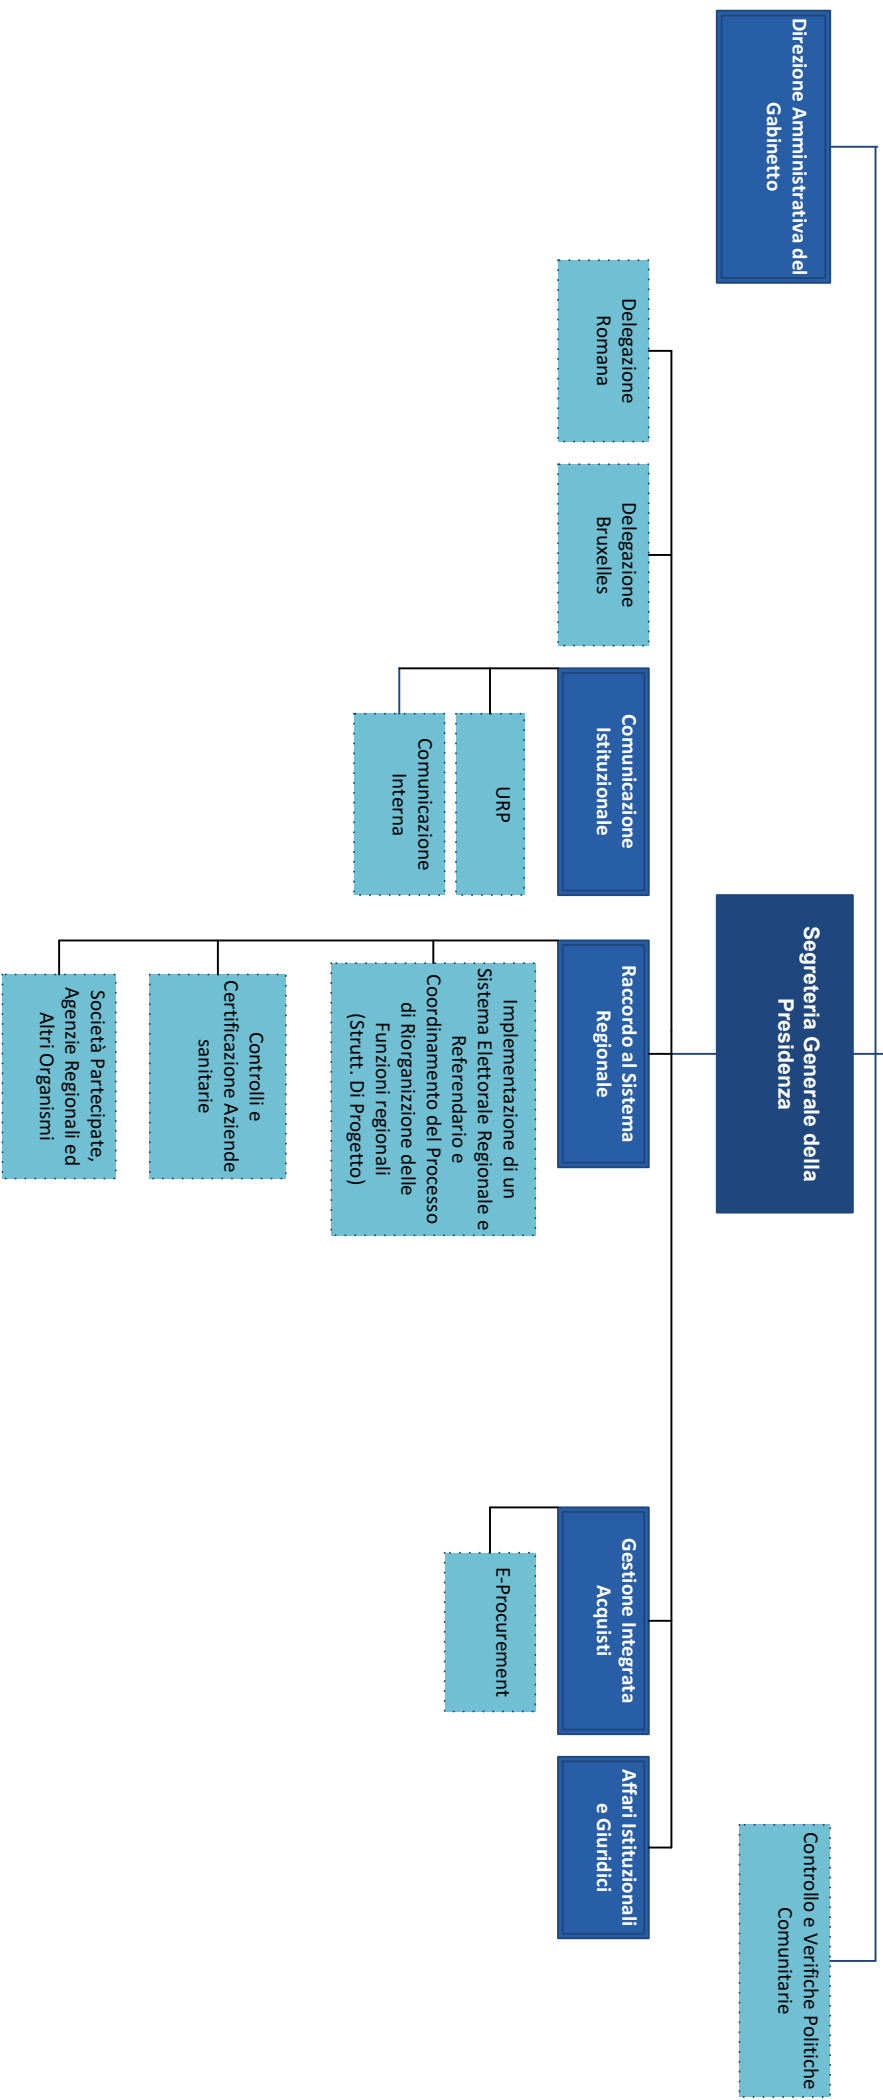 Direzione Amministrativa del
Gabinetto
Segreteria Generale della
Presidenza
Controllo e Verifiche Politiche
Comunitarie
Delegazione
Romana
Delegazione
Bruxelles
Comunicazione
Istituzionale
Raccordo al Sistema
Regionale
Gestione Integrata
Acquisti
Affari Istituzionali
e Giuridici
URP
Comunicazione
Interna
Implementazione di un
Sistema Elettorale Regionale e
Referendario e
Coordinamento del Processo
di Riorganizzione delle
Funzioni regionali
(Strutt. Di Progetto)
Controlli e
Certificazione Aziende
sanitarie
Società Partecipate,
Agenzie Regionali ed
Altri Organismi
E-Procurement